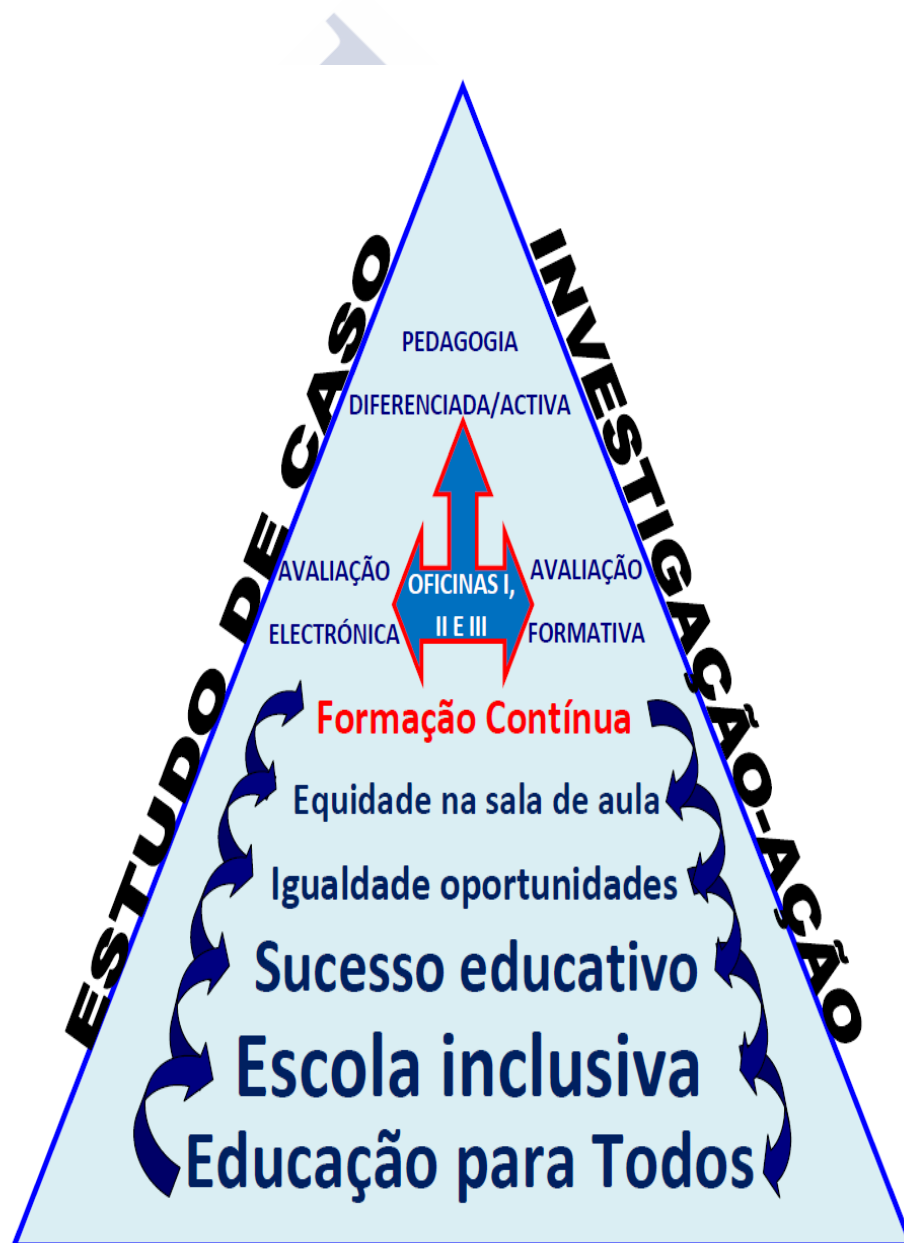 ESTUDO DE CASO
INVESTIGAÇÃO-AÇÃO
PEDAGOGIA
DIFERENCIADA/ACTIVA
AVALIAÇÃO
ELECTRÓNICA
OFICINAS I,
II E III
AVALIAÇÃO
FORMATIVA
Formação Contínua
Equidade na sala de aula
Igualdade oportunidades
Sucesso educativo
Escola inclusiva
Educação para Todos